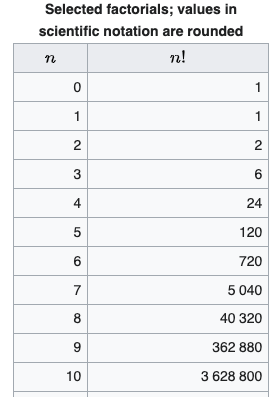 Selected factorials; values in
scientific notation are rounded
n n!
0 1
1 1
2 2
3 6
4 24
5 120
6 720
7 5 040
8 40 320
9 362 880
10 3 628 800